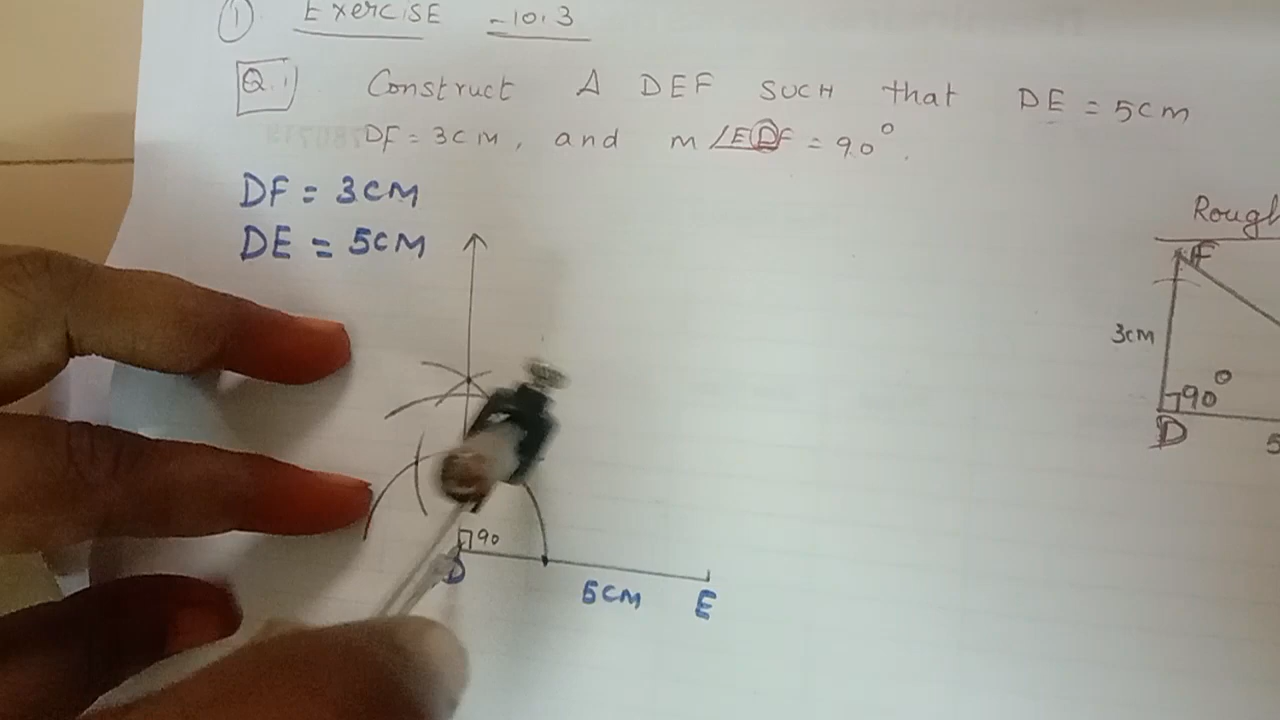 1 Exercise -10.3
Q.1 Construct Δ DEF SUCH that DE = 5CM
DF = 3CM, and m∠EDF = 90°.
DF = 3CM
DE = 5CM
Rough
F
3cm
90°
D
5
90
D
5CM
E